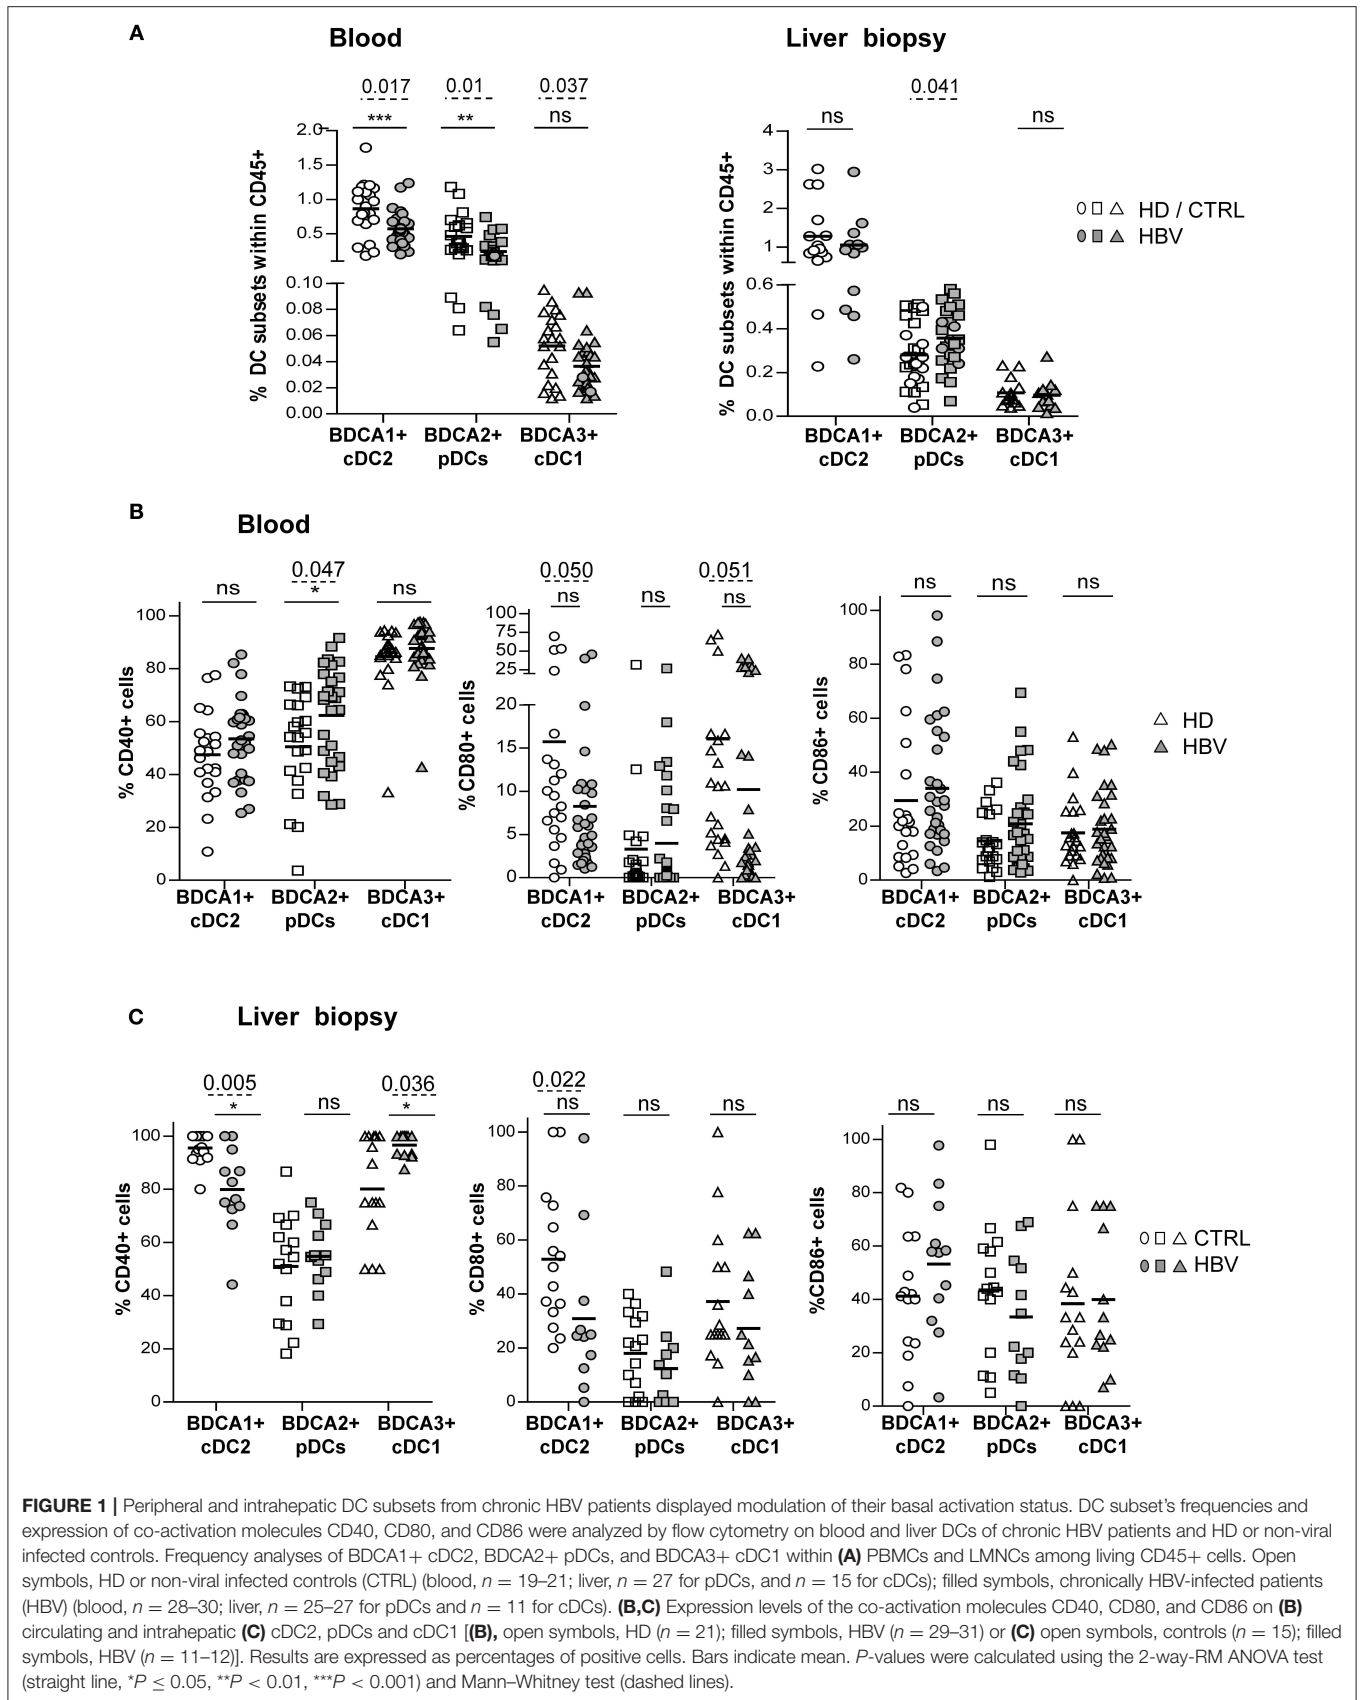 A
Blood
Liver biopsy
0.017
0.01
0.037
0.041
***
**
ns
ns
ns
% DC subsets within CD45+
2.0
1.5
1.0
0.5
0.10
0.08
0.06
0.04
0.02
0.00
BDCA1+
cDC2
BDCA2+
pDCs
BDCA3+
cDC1
% DC subsets within CD45+
4
3
2
1
0.6
0.4
0.2
0.0
BDCA1+
cDC2
BDCA2+
pDCs
BDCA3+
cDC1
HD / CTRL
HBV
B
Blood
0.047
ns
*
ns
% CD40+ cells
100
80
60
40
20
0
BDCA1+
cDC2
BDCA2+
pDCs
BDCA3+
cDC1
0.050
0.051
ns
ns
ns
%CD80+ cells
100
75
50
25
20
15
10
5
0
BDCA1+
cDC2
BDCA2+
pDCs
BDCA3+
cDC1
ns
ns
ns
% CD86+ cells
100
80
60
40
20
0
BDCA1+
cDC2
BDCA2+
pDCs
BDCA3+
cDC1
HD
HBV
C
Liver biopsy
0.005
0.036
*
ns
*
% CD40+ cells
100
80
60
40
20
0
BDCA1+
cDC2
BDCA2+
pDCs
BDCA3+
cDC1
0.022
ns
ns
ns
% CD80+ cells
100
80
60
40
20
0
BDCA1+
cDC2
BDCA2+
pDCs
BDCA3+
cDC1
ns
ns
ns
%CD86+ cells
100
80
60
40
20
0
BDCA1+
cDC2
BDCA2+
pDCs
BDCA3+
cDC1
CTRL
HBV
FIGURE 1 | Peripheral and intrahepatic DC subsets from chronic HBV patients displayed modulation of their basal activation status. DC subset's frequencies and
expression of co-activation molecules CD40, CD80, and CD86 were analyzed by flow cytometry on blood and liver DCs of chronic HBV patients and HD or non-viral
infected controls. Frequency analyses of BDCA1+ cDC2, BDCA2+ pDCs, and BDCA3+ cDC1 within (A) PBMCs and LMNCs among living CD45+ cells. Open
symbols, HD or non-viral infected controls (CTRL) (blood, n = 19–21; liver, n = 27 for pDCs, and n = 15 for cDCs); filled symbols, chronically HBV-infected patients
(HBV) (blood, n = 28–30; liver, n = 25–27 for pDCs and n = 11 for cDCs). (B,C) Expression levels of the co-activation molecules CD40, CD80, and CD86 on (B)
circulating and intrahepatic (C) cDC2, pDCs and cDC1 [(B), open symbols, HD (n = 21); filled symbols, HBV (n = 29–31) or (C) open symbols, controls (n = 15); filled
symbols, HBV (n = 11–12)]. Results are expressed as percentages of positive cells. Bars indicate mean. P-values were calculated using the 2-way-RM ANOVA test
(straight line, *P ≤ 0.05, **P < 0.01, ***P < 0.001) and Mann–Whitney test (dashed lines).